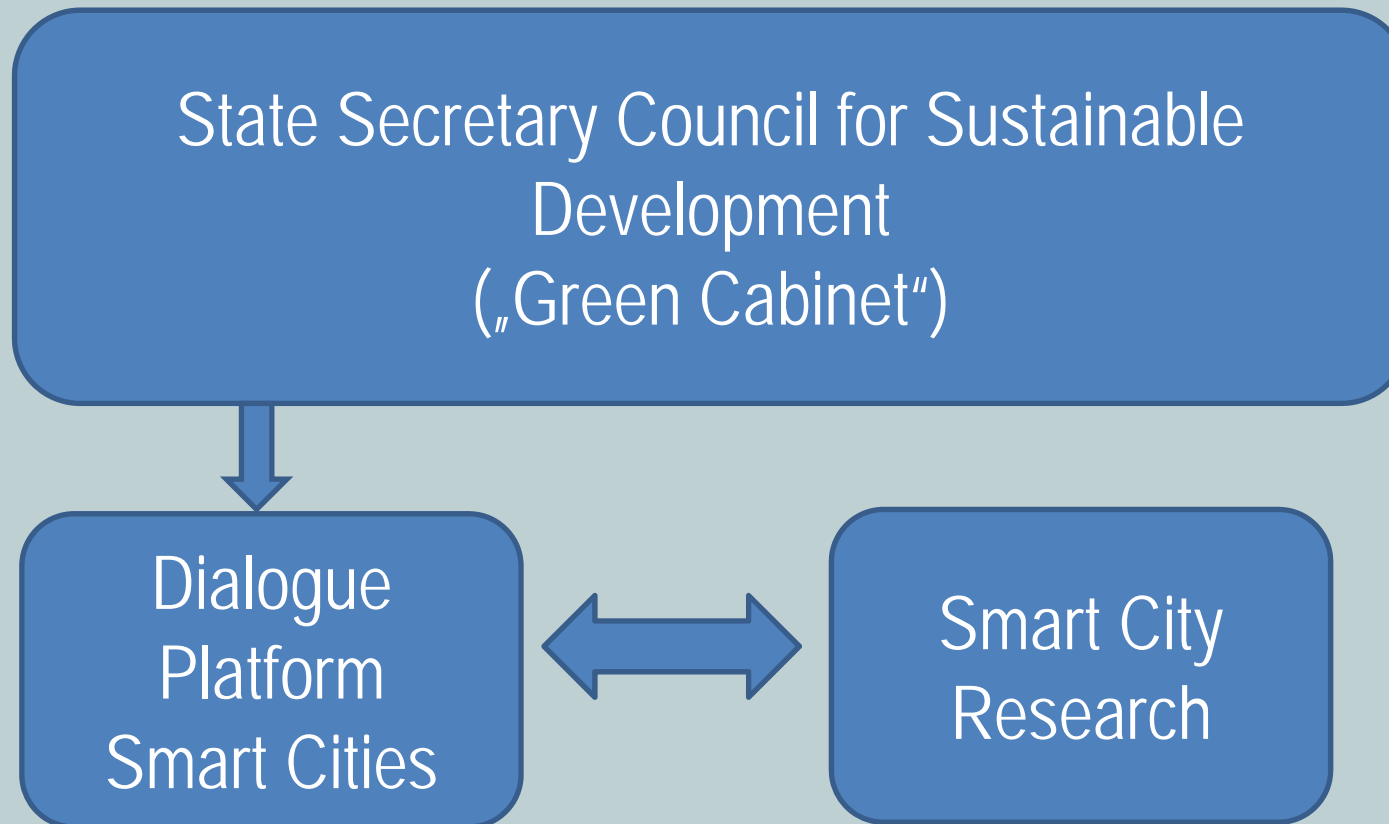 State Secretary Council for Sustainable
Development
(„Green Cabinet“)
Dialogue
Platform
Smart Cities
Smart City
Research